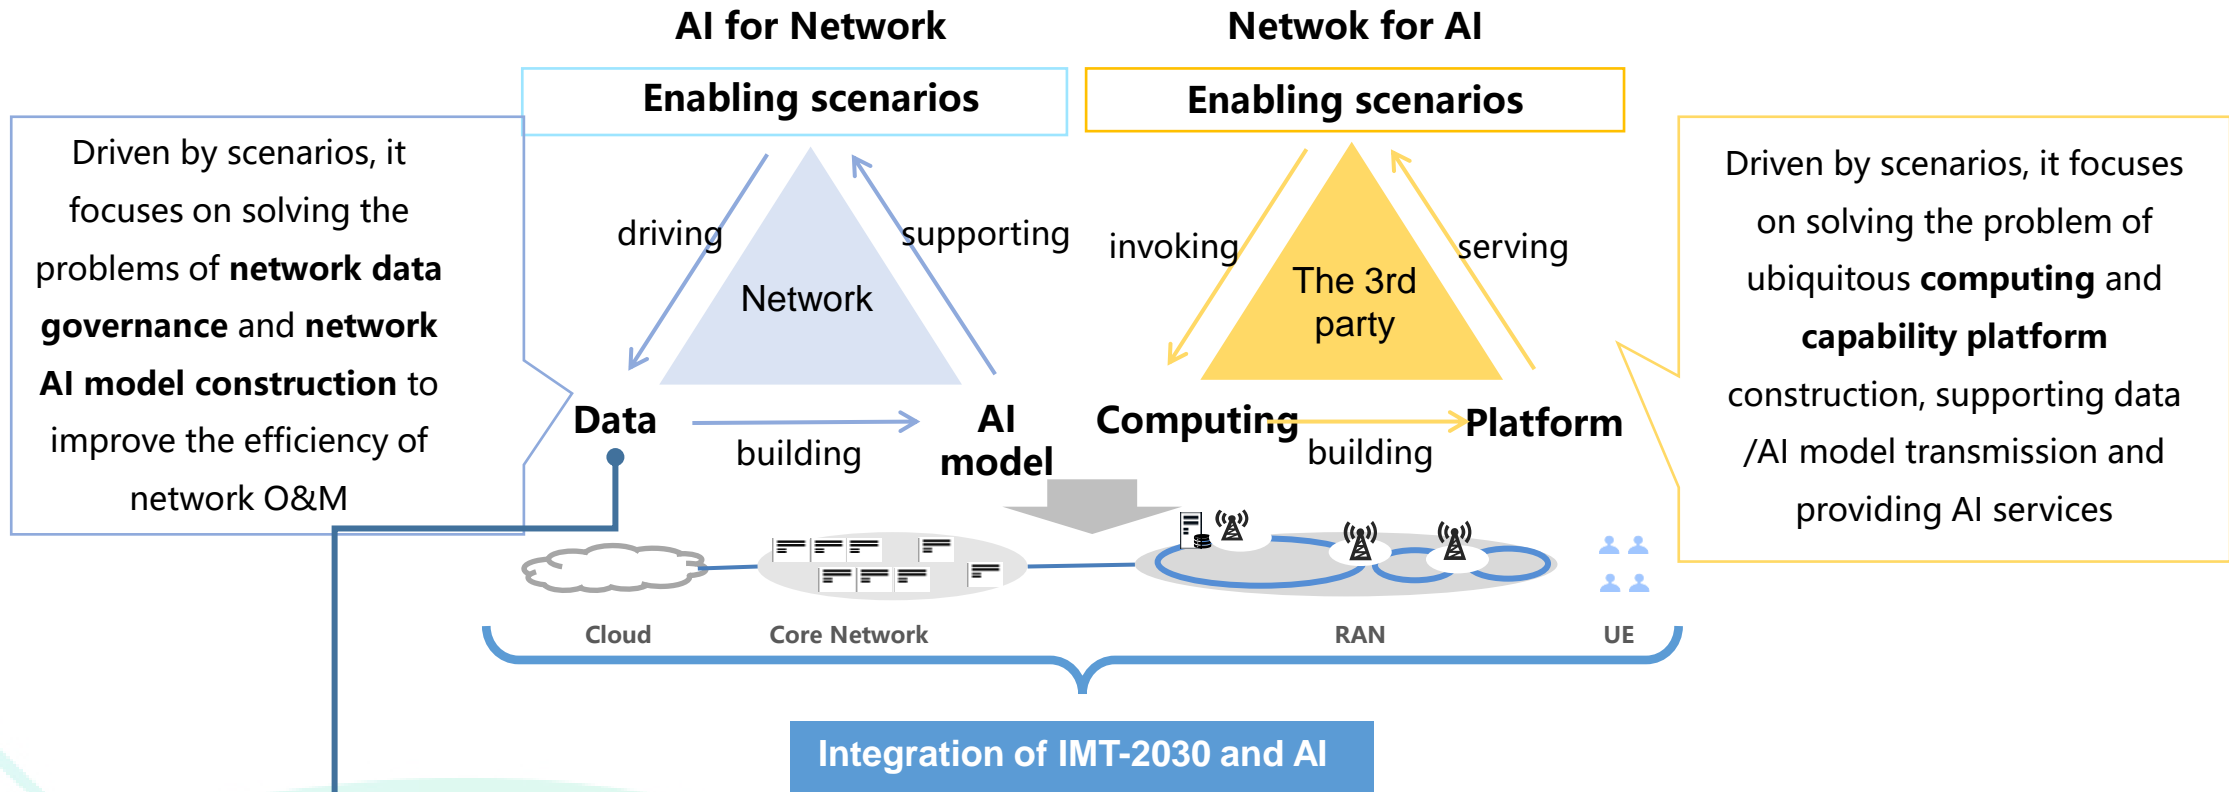 AI for Network
Netwok for AI
Enabling scenarios
Enabling scenarios
Driven by scenarios, it
focuses on solving the
problems of network data
governance and network
AI model construction to
improve the efficiency of
network O&M
driving
supporting
Network
Data
building
AI
model
invoking
serving
The 3rd
party
Computing
building
Platform
Driven by scenarios, it focuses
on solving the problem of
ubiquitous computing and
capability platform
construction, supporting data
/AI model transmission and
providing AI services
Cloud
Core Network
RAN
UE
Integration of IMT-2030 and AI